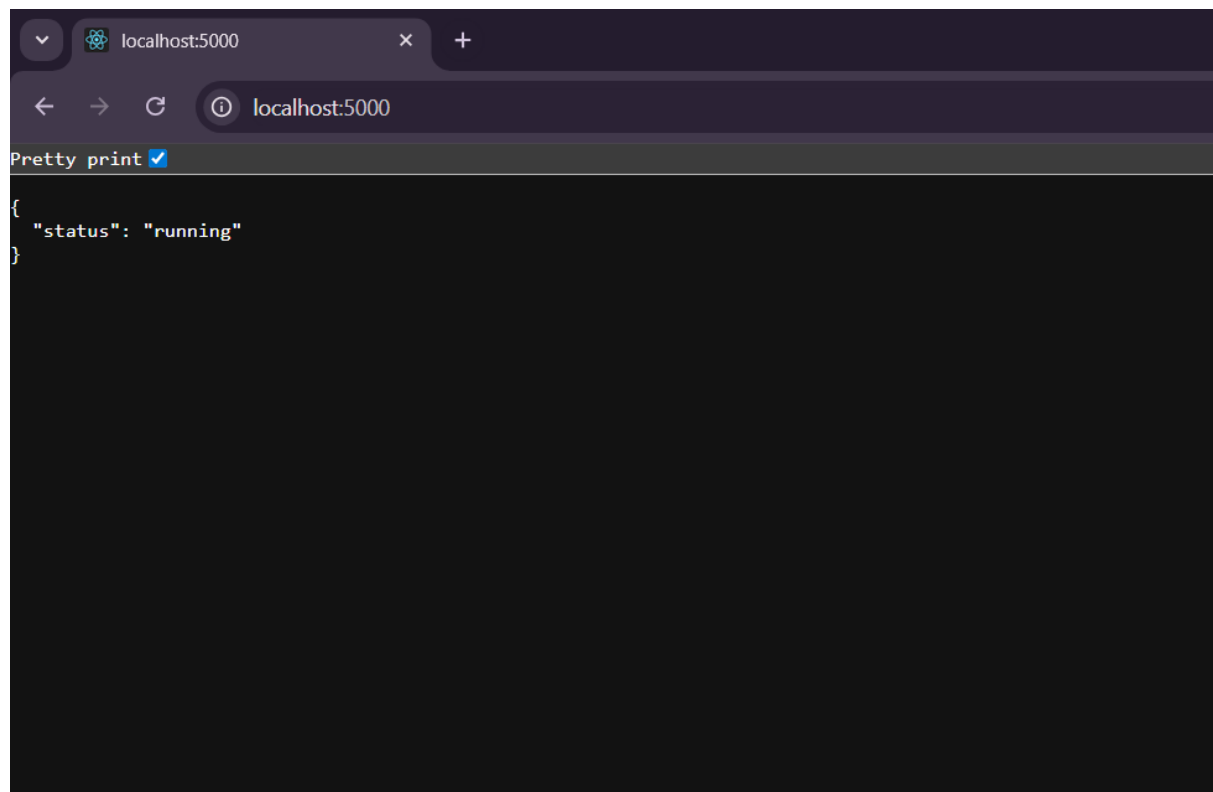 localhost:5000
localhost:5000
Pretty print
{
  "status": "running"
}